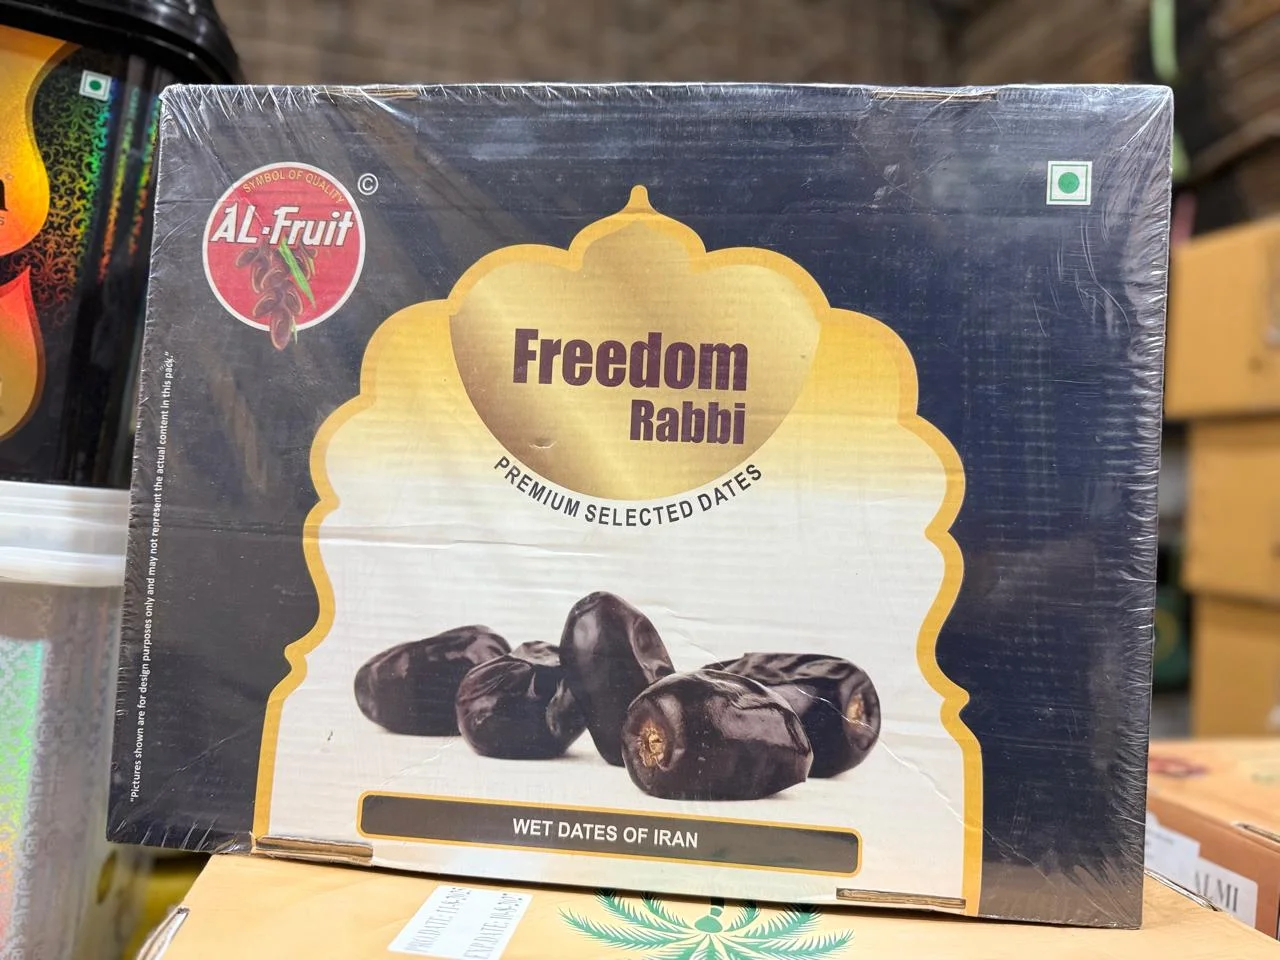 SYMBOL OF QUALITY
AL-Fruit
©
Freedom
Rabbi
PREMIUM SELECTED DATES
WET DATES OF IRAN
"Pictures shown are for design purposes only and may not represent the actual content in this pack."
ALMI